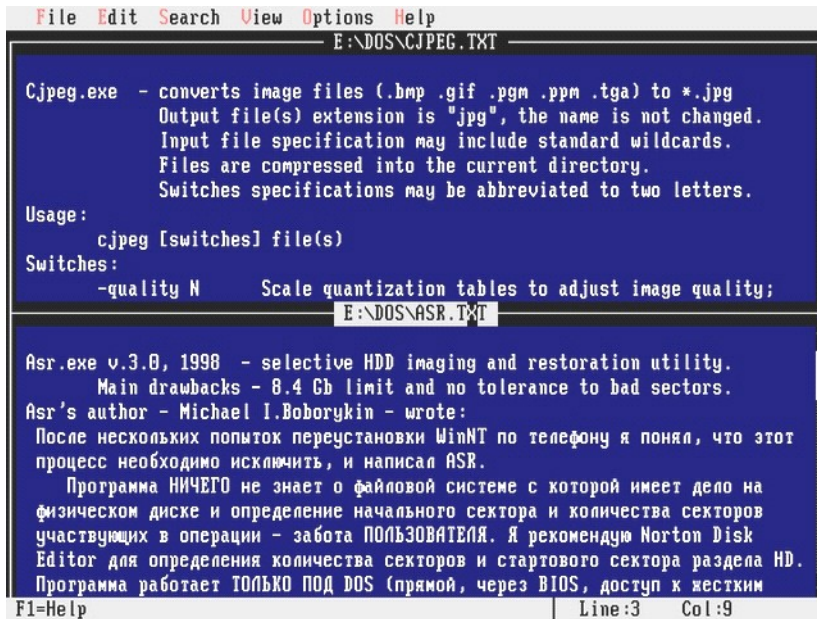 File Edit Search View Options Help
E:\DOS\CJPEG.TXT
Cjpeg.exe - converts image files (.bmp .gif .pgm .ppm .tga) to *.jpg
Output file(s) extension is "jpg", the name is not changed.
Input file specification may include standard wildcards.
Files are compressed into the current directory.
Switches specifications may be abbreviated to two letters.
Usage:
cjpeg [switches] file(s)
Switches:
-quality N Scale quantization tables to adjust image quality;
E:\DOS\ASR.TXT
Asr.exe v.3.0, 1998 - selective HDD imaging and restoration utility.
Main drawbacks - 8.4 Gb limit and no tolerance to bad sectors.
Asr's author - Michael I.Boborykin - wrote:
После нескольких попыток переустановки WinNT по телефону я понял, что этот
процесс необходимо исключить, и написал ASR.
Программа НИЧЕГО не знает о файловой системе с которой имеет дело на
физическом диске и определение начального сектора и количества секторов
участвующих в операции - забота ПОЛЬЗОВАТЕЛЯ. Я рекомендую Norton Disk
Editor для определения количества секторов и стартового сектора раздела HD.
Программа работает ТОЛЬКО ПОД DOS (прямой, через BIOS, доступ к жестким
F1=Help Line:3 Col:9